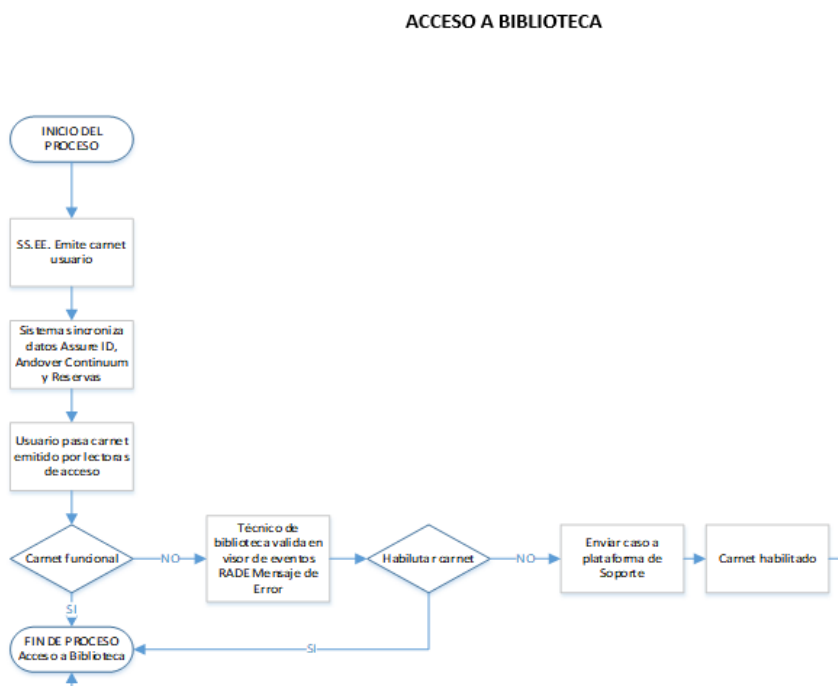 ACCESO A BIBLIOTECA
INICIO DEL
PROCESO
SS.EE. Emite carnet
usuario
Sistema sincroniza
datos Assure ID,
Andover Continuum
y Reservas
Usuario pasa carnet
emitido por lectoras
de acceso
Carnet funcional
NO
Técnico de
biblioteca valida en
visor de eventos
RADE Mensaje de
Error
Habilutar carnet
NO
Enviar caso a
plataforma de
Soporte
Carnet habilitado
SI
FIN DE PROCESO
Acceso a Biblioteca
SI